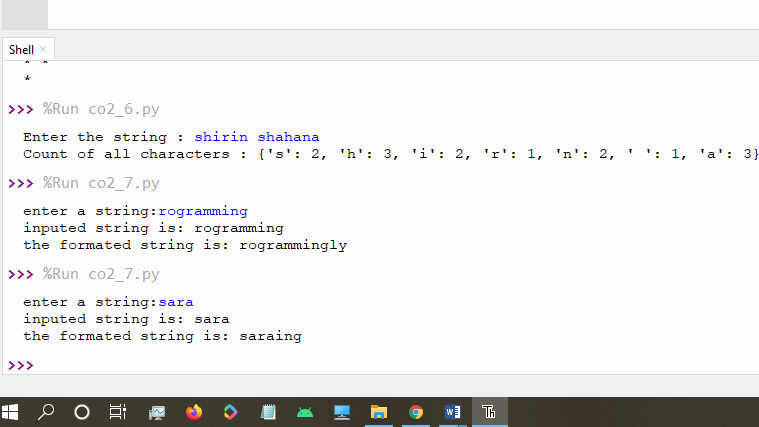 Shell ×
* *
*
>>> %Run co2_6.py
Enter the string : shirin shahana
Count of all characters : {'s': 2, 'h': 3, 'i': 2, 'r': 1, 'n': 2, ' ': 1, 'a': 3}
>>> %Run co2_7.py
enter a string:rogramming
inputed string is: rogramming
the formated string is: rogrammingly
>>> %Run co2_7.py
enter a string:sara
inputed string is: sara
the formated string is: saraing
>>>
W Th